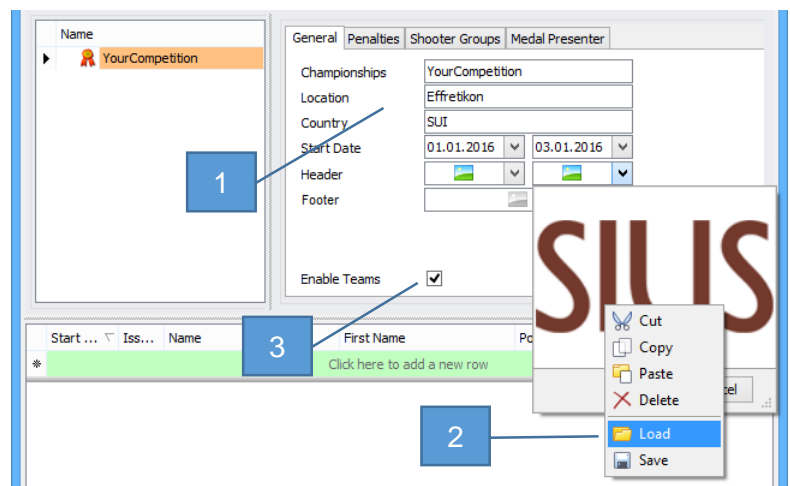 Name
YourCompetition
General Penalties Shooter Groups Medal Presenter
Championships YourCompetition
Location Effretikon
Country SUI
Start Date 01.01.2016 03.01.2016
Header
Footer
Enable Teams
1
SIUS
3
Start ... Iss... Name First Name Po
Click here to add a new row
Cut
Copy
Paste
Delete
Load
Save
cel
2